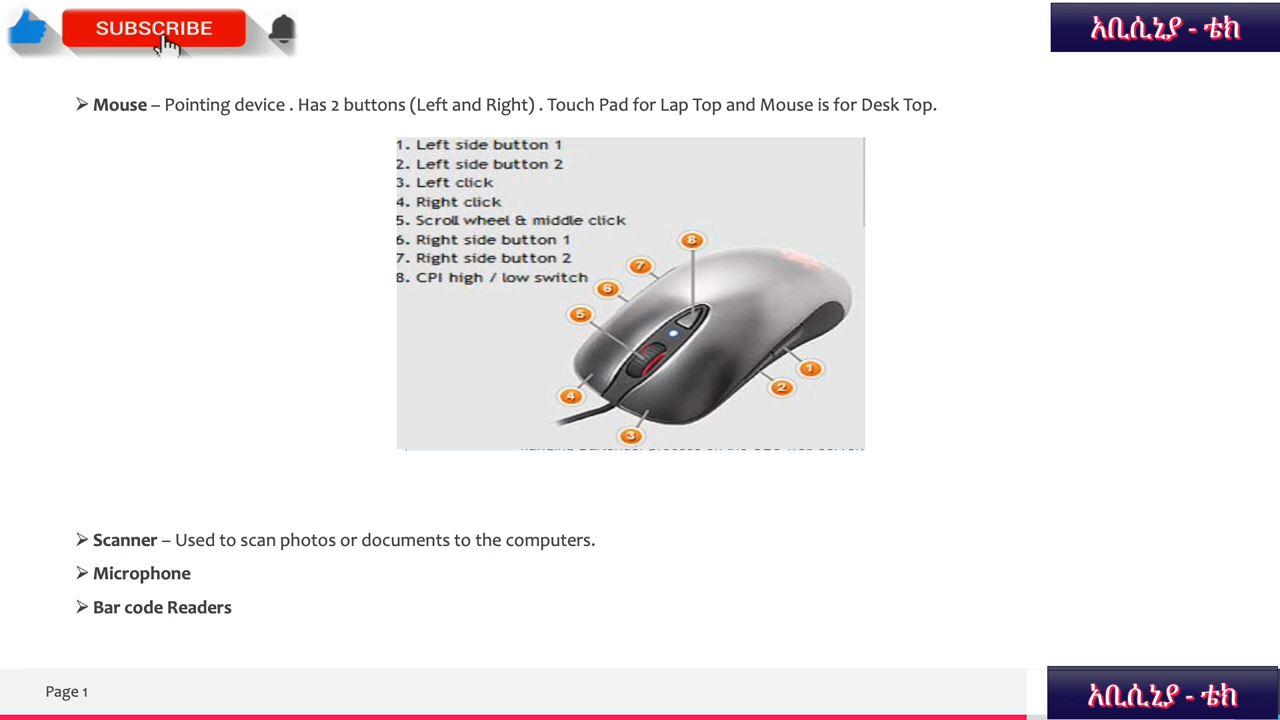 SUBSCRIBE
አቢሲኒያ - ቴክ
➢ Mouse – Pointing device . Has 2 buttons (Left and Right) . Touch Pad for Lap Top and Mouse is for Desk Top.
1. Left side button 1
2. Left side button 2
3. Left click
4. Right click
5. Scroll wheel & middle click
6. Right side button 1
7. Right side button 2
8. CPI high / low switch
8
7
6
5
1
2
4
3
➢ Scanner – Used to scan photos or documents to the computers.
➢ Microphone
➢ Bar code Readers
Page 1
አቢሲኒያ - ቴክ